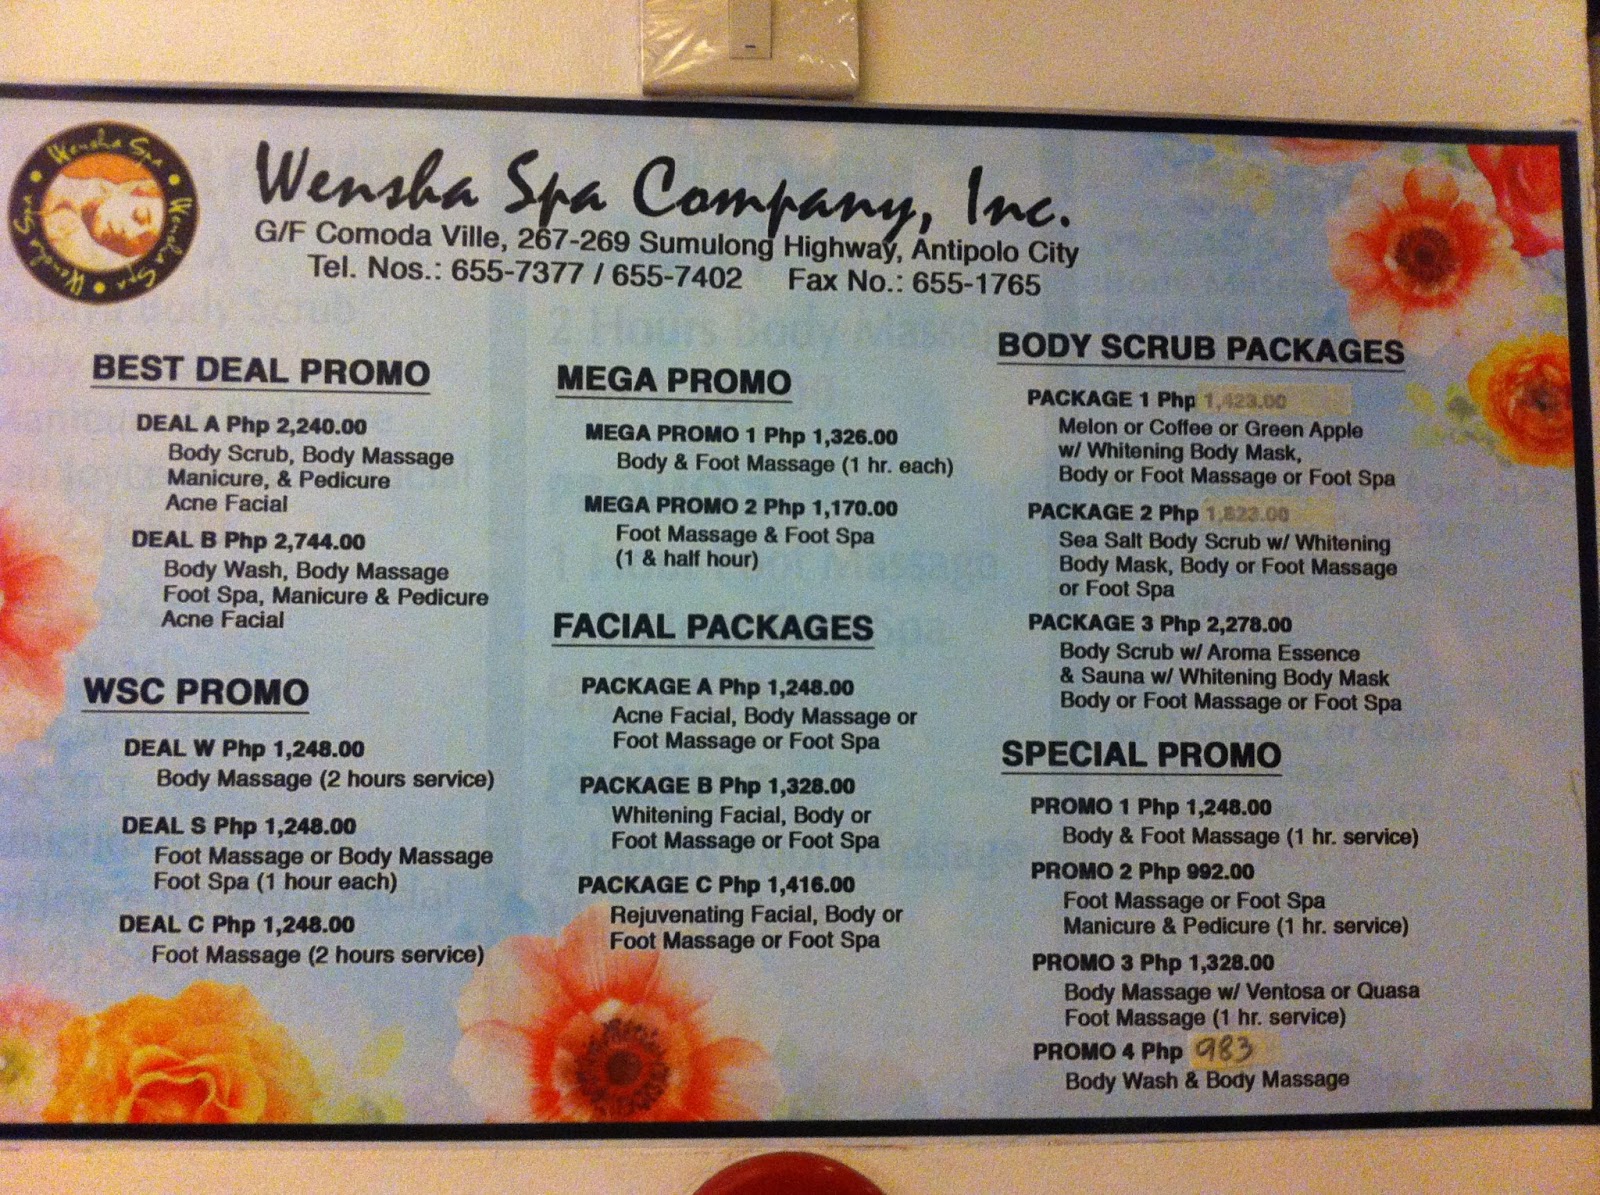 Wensha Spa • Wensha Spa • Wensha Spa •
Wensha Spa Company, Inc.
G/F Comoda Ville, 267-269 Sumulong Highway, Antipolo City
Tel. Nos.: 655-7377 / 655-7402 Fax No.: 655-1765
BEST DEAL PROMO
DEAL A Php 2,240.00
Body Scrub, Body Massage
Manicure, & Pedicure
Acne Facial
DEAL B Php 2,744.00
Body Wash, Body Massage
Foot Spa, Manicure & Pedicure
Acne Facial
WSC PROMO
DEAL W Php 1,248.00
Body Massage (2 hours service)
DEAL S Php 1,248.00
Foot Massage or Body Massage
Foot Spa (1 hour each)
DEAL C Php 1,248.00
Foot Massage (2 hours service)
MEGA PROMO
MEGA PROMO 1 Php 1,326.00
Body & Foot Massage (1 hr. each)
MEGA PROMO 2 Php 1,170.00
Foot Massage & Foot Spa
(1 & half hour)
FACIAL PACKAGES
PACKAGE A Php 1,248.00
Acne Facial, Body Massage or
Foot Massage or Foot Spa
PACKAGE B Php 1,328.00
Whitening Facial, Body or
Foot Massage or Foot Spa
PACKAGE C Php 1,416.00
Rejuvenating Facial, Body or
Foot Massage or Foot Spa
BODY SCRUB PACKAGES
PACKAGE 1 Php 1,423.00
Melon or Coffee or Green Apple
w/ Whitening Body Mask,
Body or Foot Massage or Foot Spa
PACKAGE 2 Php 1,823.00
Sea Salt Body Scrub w/ Whitening
Body Mask, Body or Foot Massage
or Foot Spa
PACKAGE 3 Php 2,278.00
Body Scrub w/ Aroma Essence
& Sauna w/ Whitening Body Mask
Body or Foot Massage or Foot Spa
SPECIAL PROMO
PROMO 1 Php 1,248.00
Body & Foot Massage (1 hr. service)
PROMO 2 Php 992.00
Foot Massage or Foot Spa
Manicure & Pedicure (1 hr. service)
PROMO 3 Php 1,328.00
Body Massage w/ Ventosa or Quasa
Foot Massage (1 hr. service)
PROMO 4 Php 983
Body Wash & Body Massage